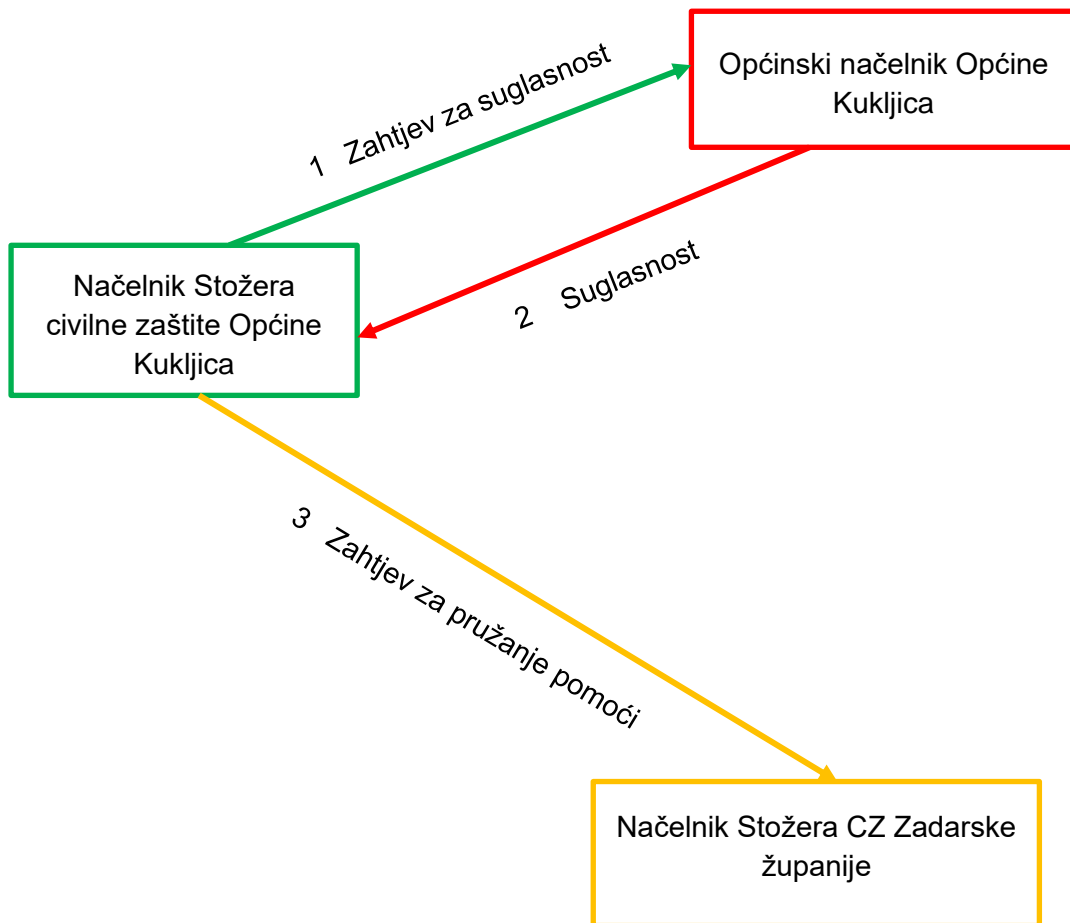 Općinski načelnik Općine
Kukljica
1 Zahtjev za suglasnost
Načelnik Stožera
civilne zaštite Općine
Kukljica
2 Suglasnost
3 Zahtjev za pružanje pomoći
Načelnik Stožera CZ Zadarske
županije